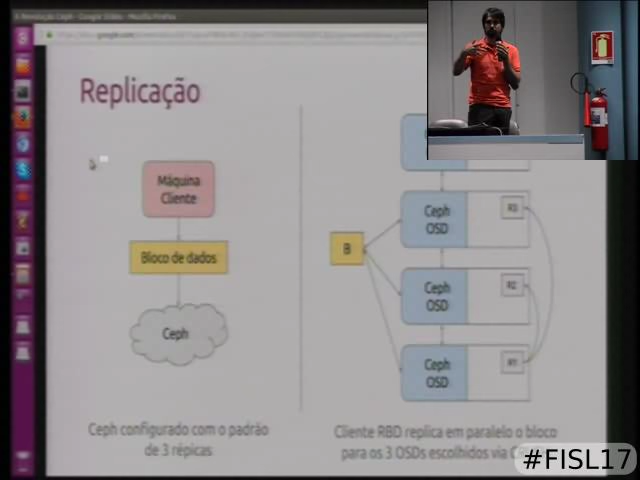 Replicação
Máquina
Cliente
Bloco de dados
Ceph
Ceph configurado com o padrão
de 3 répicas
B
Ceph
OSD
R3
Ceph
OSD
R2
Ceph
OSD
R1
Cliente RBD replica em paralelo o bloco
para os 3 OSDs escolhidos via
#FISL17